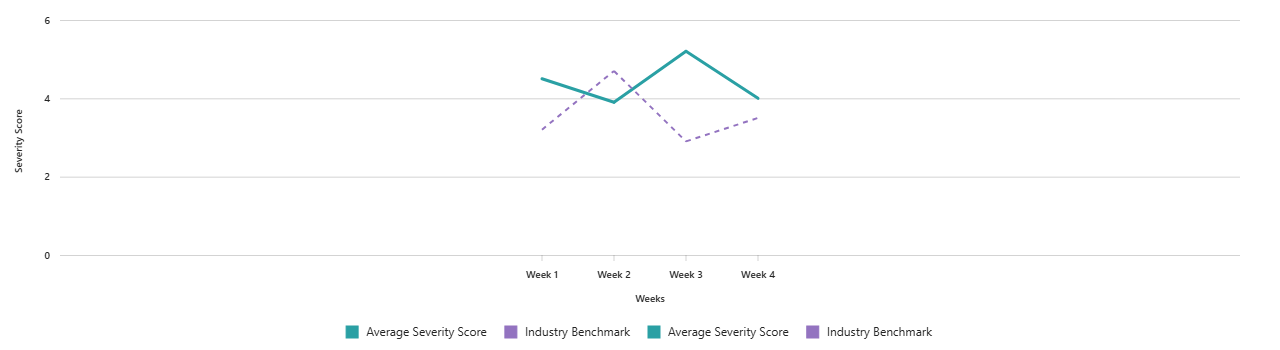 6
4
2
0
Severity Score
Week 1 Week 2 Week 3 Week 4
Weeks
Average Severity Score Industry Benchmark Average Severity Score Industry Benchmark